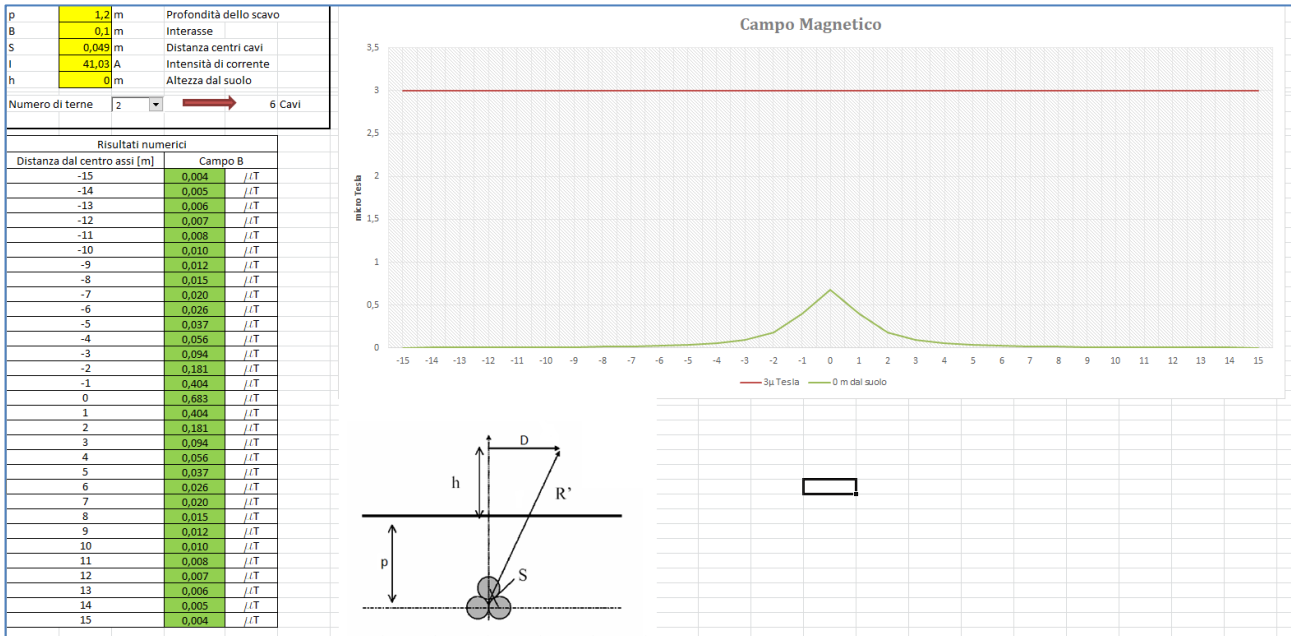 p 1,2 m Profondità dello scavo
B 0,1 m Interasse
S 0,049 m Distanza centri cavi
I 41,03 A Intensità di corrente
h 0 m Altezza dal suolo
Numero di terne 2 6 Cavi
Risultati numerici
Distanza dal centro assi [m] Campo B
-15 0,004 μT
-14 0,005 μT
-13 0,006 μT
-12 0,007 μT
-11 0,008 μT
-10 0,010 μT
-9 0,012 μT
-8 0,015 μT
-7 0,020 μT
-6 0,026 μT
-5 0,037 μT
-4 0,056 μT
-3 0,094 μT
-2 0,181 μT
-1 0,404 μT
0 0,683 μT
1 0,404 μT
2 0,181 μT
3 0,094 μT
4 0,056 μT
5 0,037 μT
6 0,026 μT
7 0,020 μT
8 0,015 μT
9 0,012 μT
10 0,010 μT
11 0,008 μT
12 0,007 μT
13 0,006 μT
14 0,005 μT
15 0,004 μT
Campo Magnetico
micro Tesla
3,5
3
2,5
2
1,5
1
0,5
0
-15 -14 -13 -12 -11 -10 -9 -8 -7 -6 -5 -4 -3 -2 -1 0 1 2 3 4 5 6 7 8 9 10 11 12 13 14 15
3μ Tesla 0 m dal suolo
D
h
R'
p
S